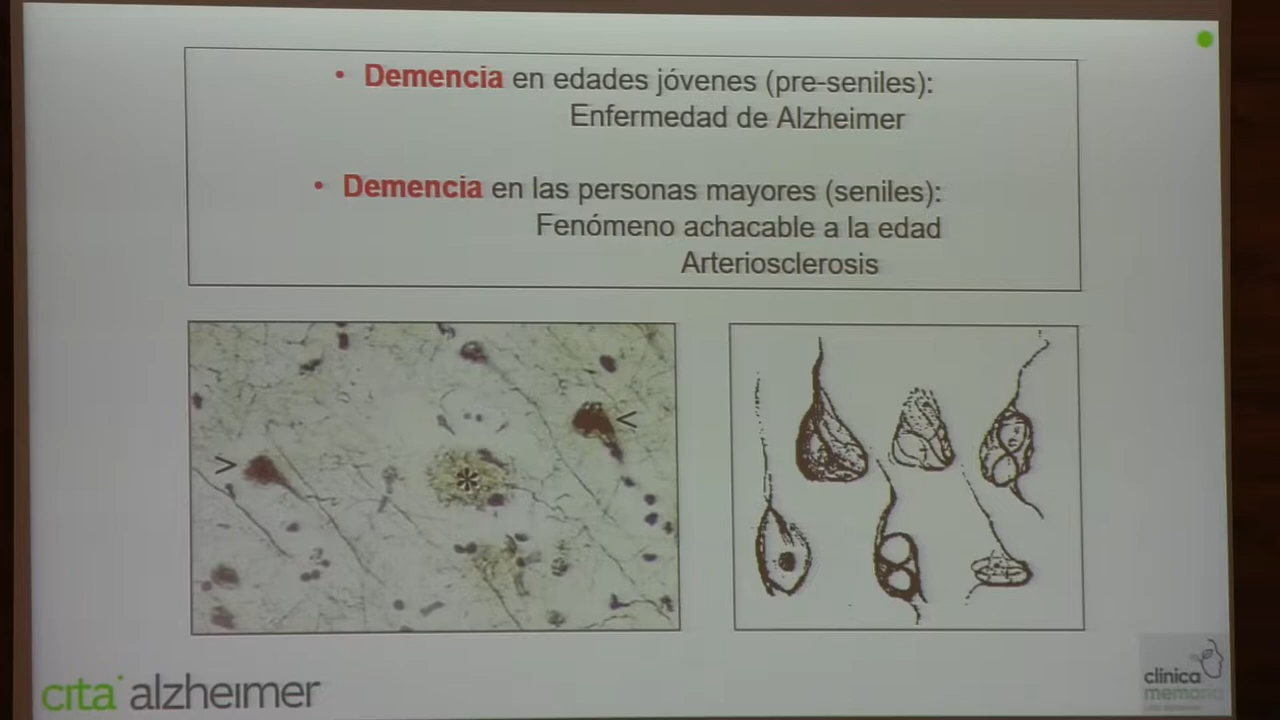 • Demencia en edades jóvenes (pre-seniles):
Enfermedad de Alzheimer
• Demencia en las personas mayores (seniles):
Fenómeno achacable a la edad
Arteriosclerosis
>
<
*
cita alzheimer
clínica
memoria